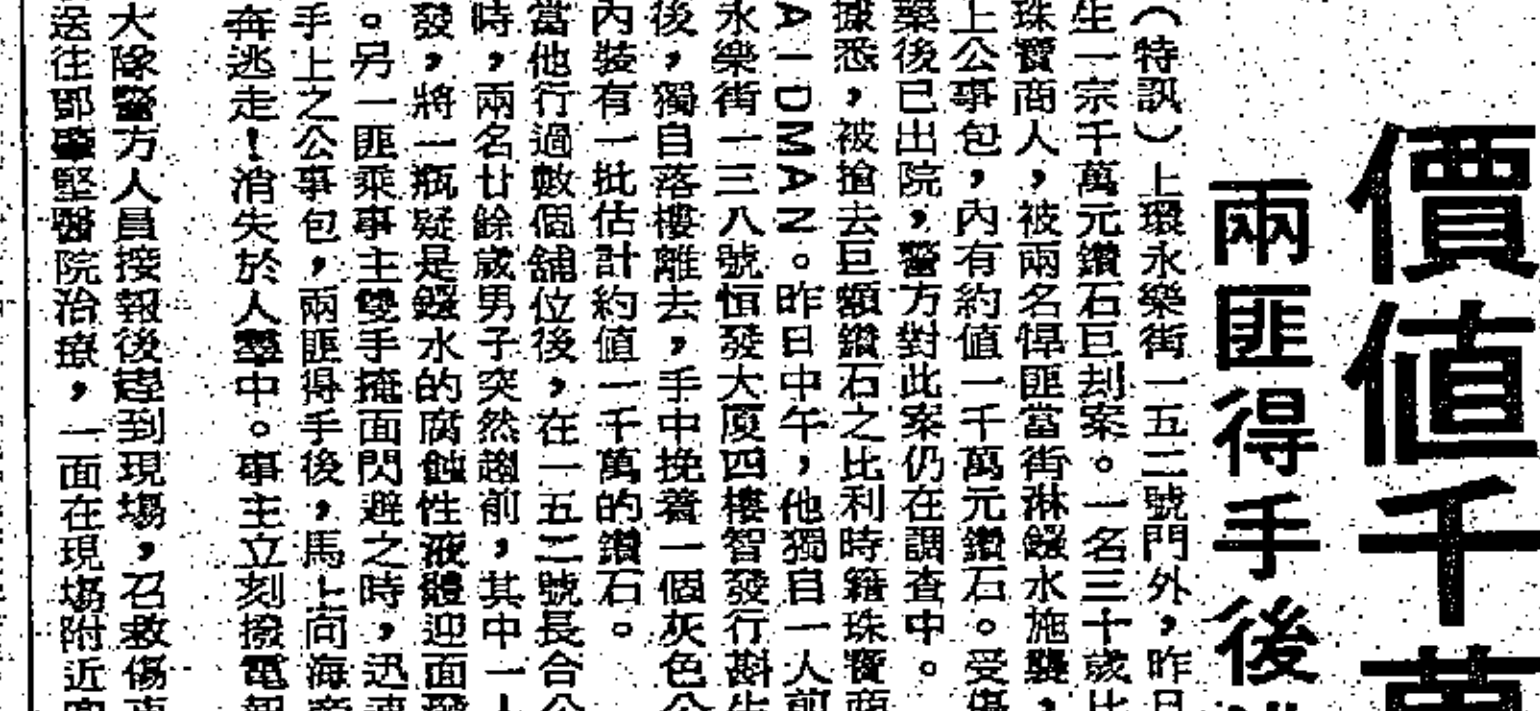 價值千萬
兩匪得手後
（特訊）上環永樂街一五二號門外，昨日
生一宗千萬元鑽石巨刦案。一名三十歲比
珠寶商人，被兩名悍匪當街淋鏹水施襲，
上公事包，內有約值一千萬元鑽石。受傷
藥後已出院，警方對此案仍在調查中。
據悉，被搶去巨額鑽石之比利時籍珠寶商
AIDMAN。昨日中午，他獨自一人前
永樂街一三八號恒發大厦四樓智發行斟生
後，獨自落樓離去，手中挽着一個灰色公
內裝有一批估計約值一千萬的鑽石。
當他行過數個舖位後，在一五二號長合公
時，兩名廿餘歲男子突然趨前，其中一人
發，將一瓶疑是鏹水的腐蝕性液體迎面潑
。另一匪乘事主雙手掩面閃避之時，迅速
手上之公事包，兩匪得手後，馬上向海旁
奔逃走！消失於人羣中。事主立刻撥電報
大隊警方人員接報後趕到現場，召救傷車
送往鄧肇堅醫院治療，一面在現場附近